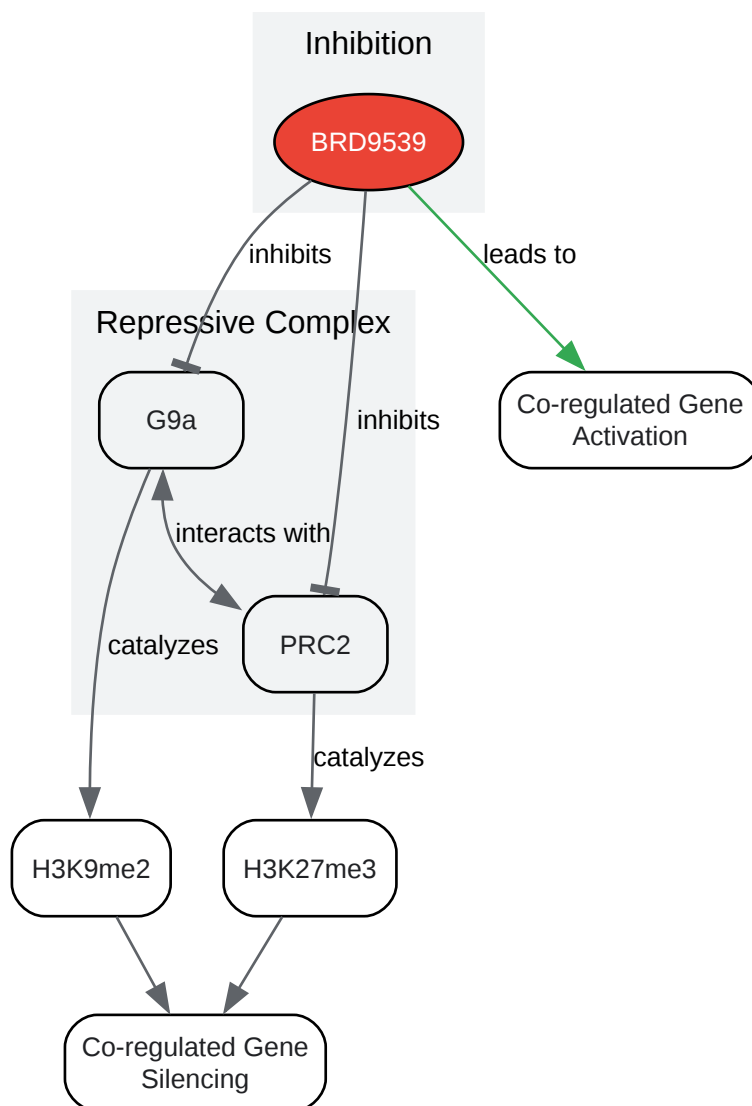 Inhibition
BRD9539
inhibits
leads to
Repressive Complex
G9a
Co-regulated Gene
Activation
inhibits
interacts with
catalyzes
PRC2
catalyzes
H3K9me2
H3K27me3
Co-regulated Gene
Silencing